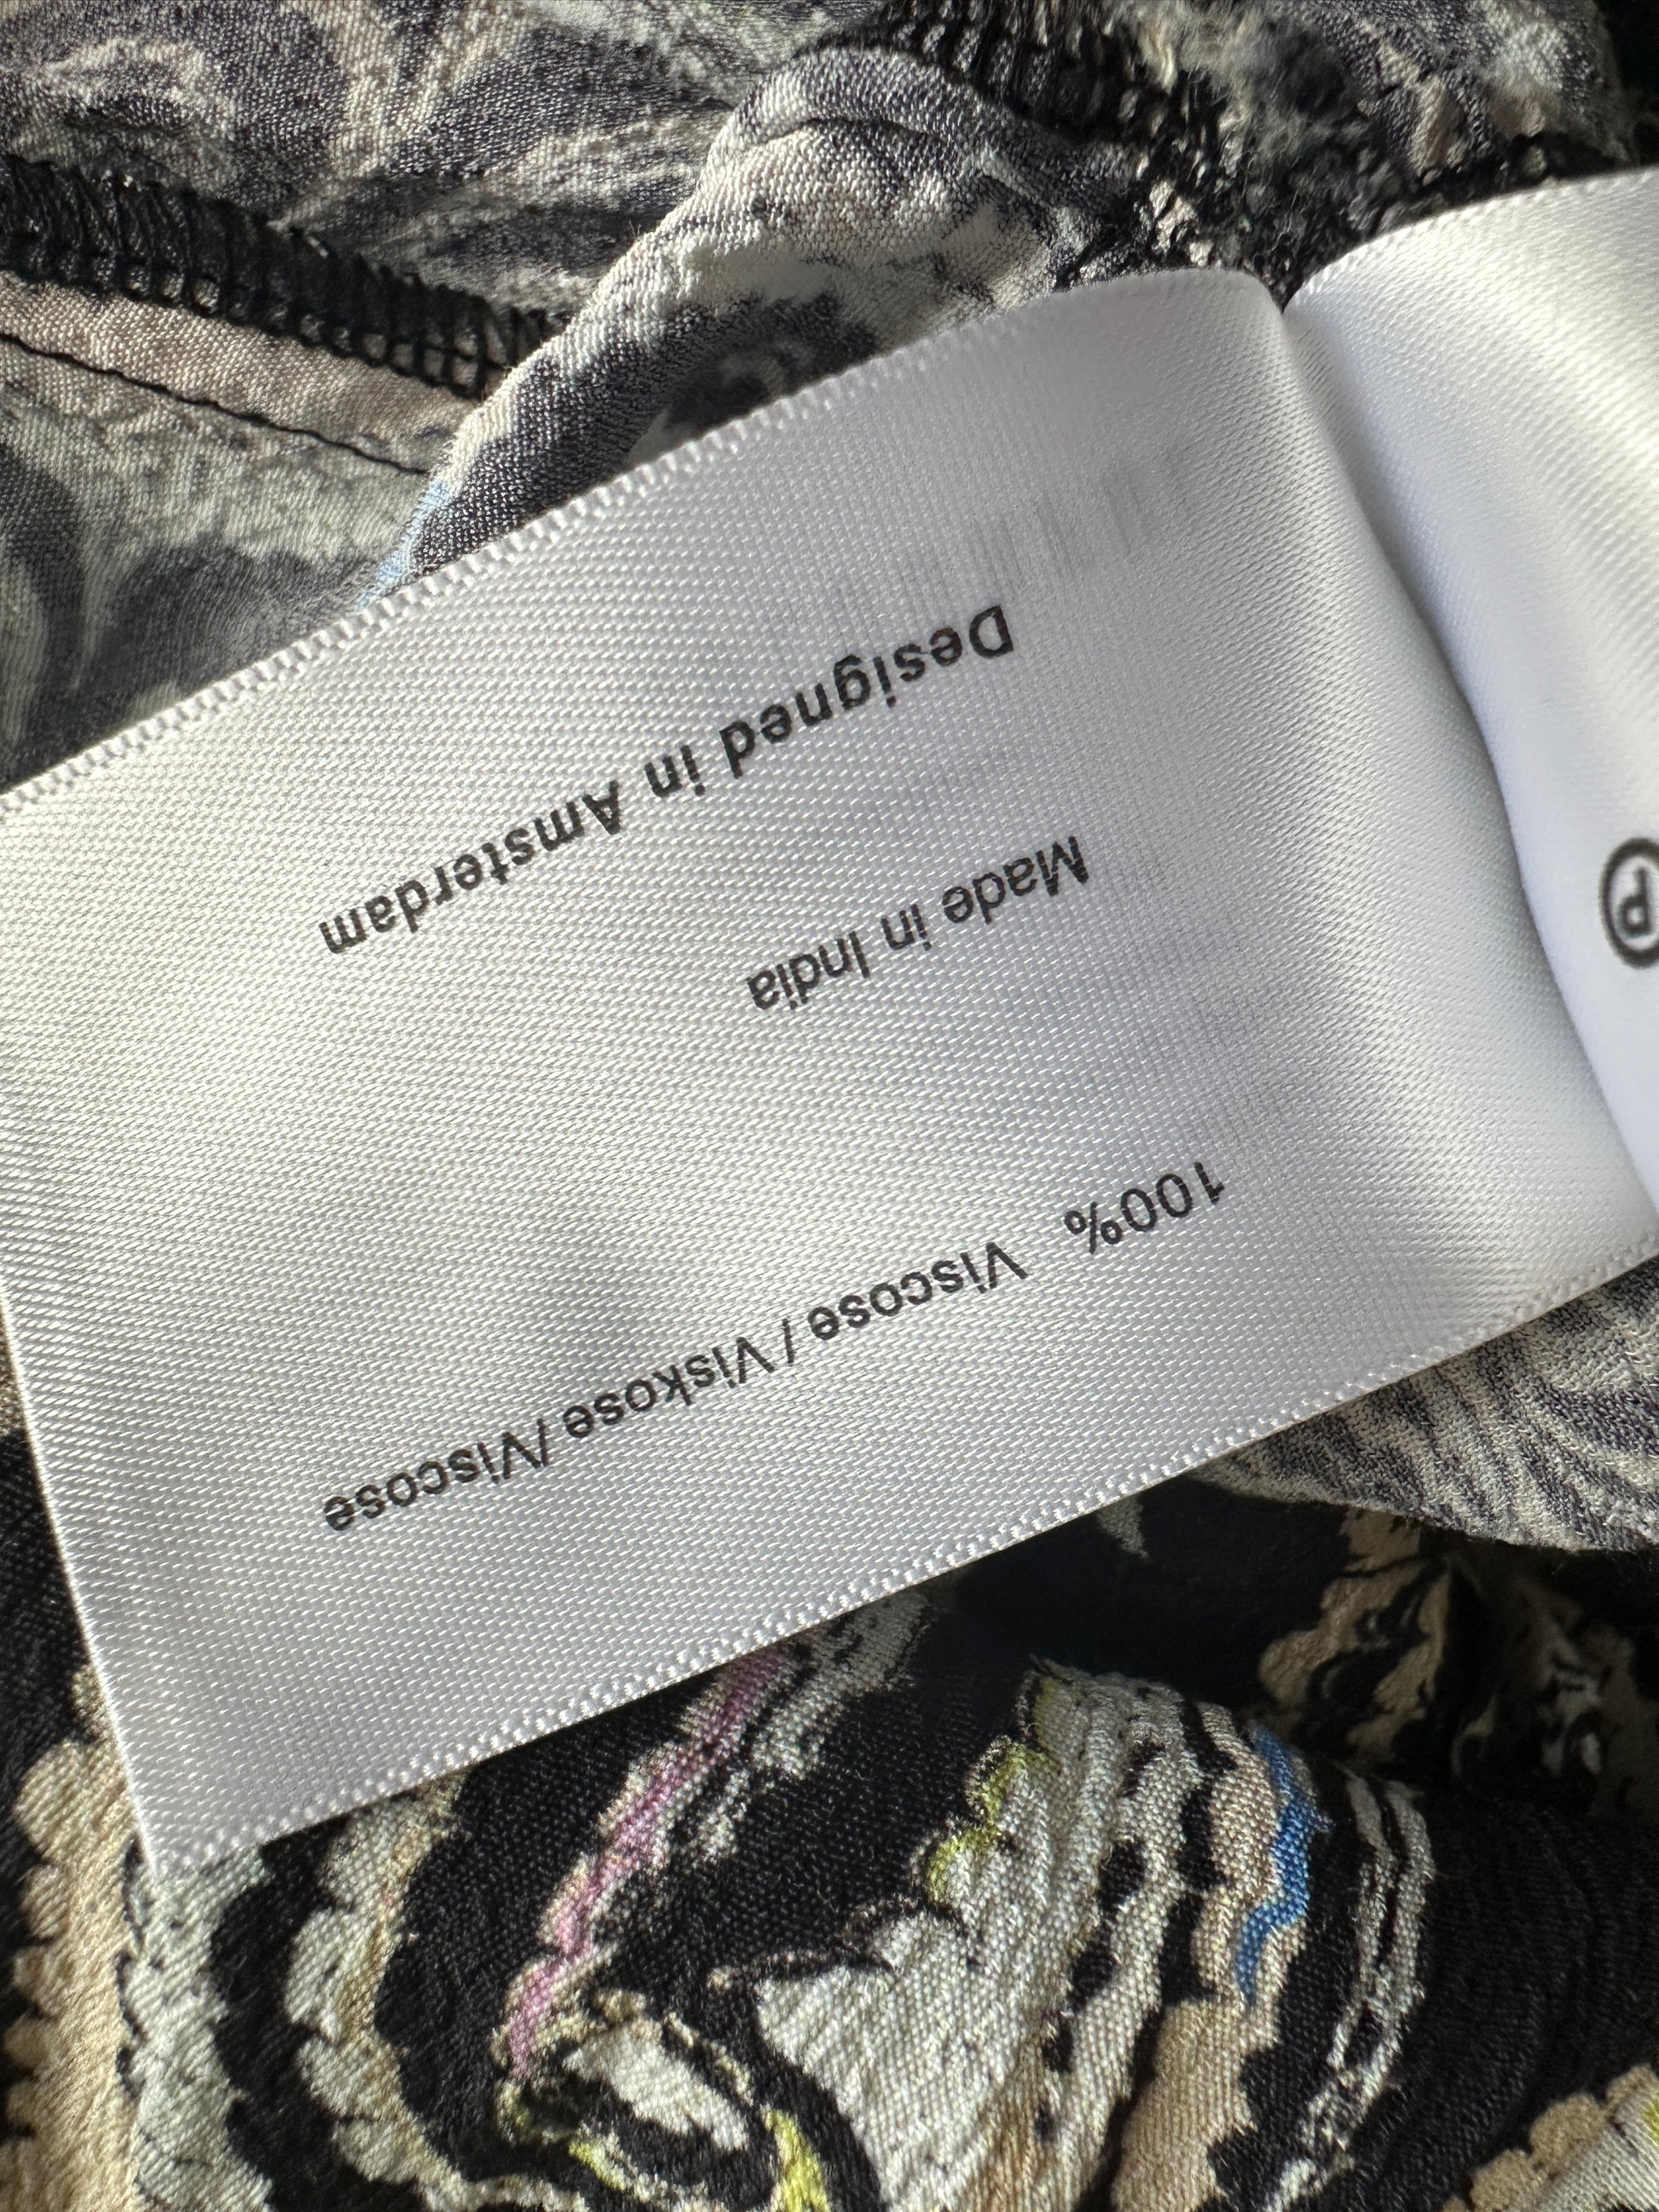 100% Viscose / Viskose /Viscose
Made in India
Designed in Amsterdam
P